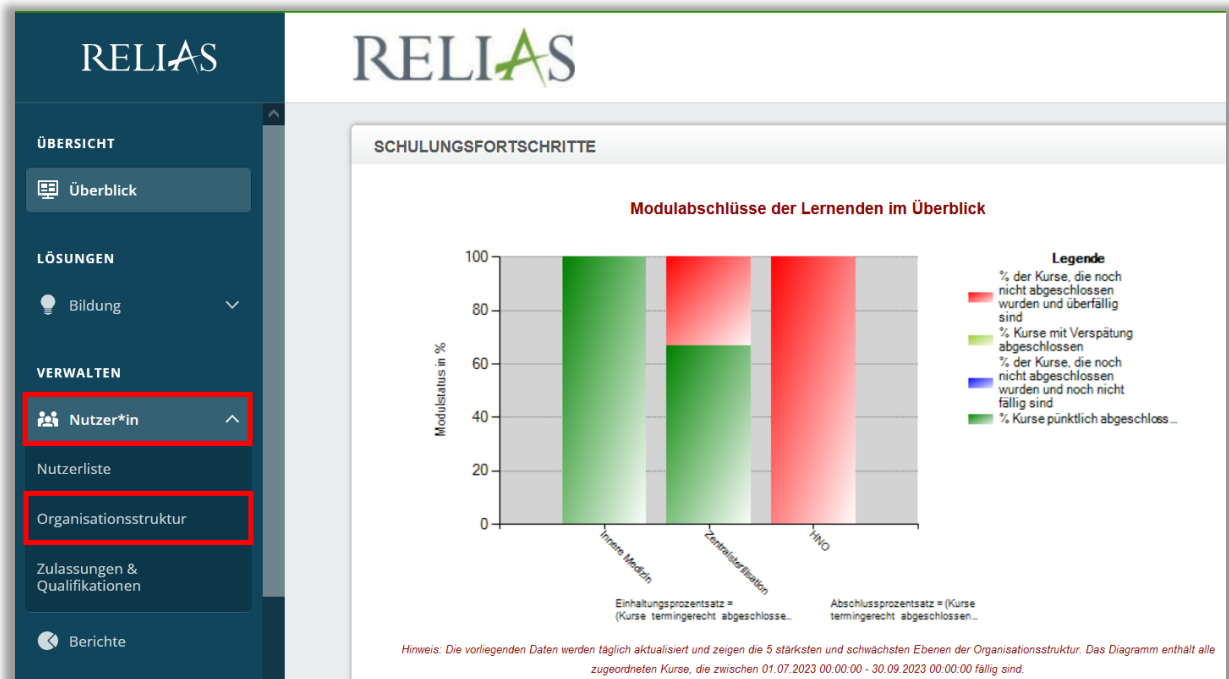 RELIAS
ÜBERSICHT
Überblick
LÖSUNGEN
Bildung
VERWALTEN
Nutzer*in
Nutzerliste
Organisationsstruktur
Zulassungen &
Qualifikationen
Berichte
RELIAS
SCHULUNGSFORTSCHRITTE
Modulabschlüsse der Lernenden im Überblick
Modulstatus in %
100
80
60
40
20
0
Innere Medizin
Zentralsterilisation
HNO
Legende
% der Kurse, die noch
nicht abgeschlossen
wurden und überfällig
sind
% Kurse mit Verspätung
abgeschlossen
% der Kurse, die noch
nicht abgeschlossen
wurden und noch nicht
fällig sind
% Kurse pünktlich abgeschloss...
Einhaltungsprozentsatz =
(Kurse termingerecht abgeschlosse...
Abschlussprozentsatz = (Kurse
termingerecht abgeschlossen...
Hinweis: Die vorliegenden Daten werden täglich aktualisiert und zeigen die 5 stärksten und schwächsten Ebenen der Organisationsstruktur. Das Diagramm enthält alle
zugeordneten Kurse, die zwischen 01.07.2023 00:00:00 - 30.09.2023 00:00:00 fällig sind.